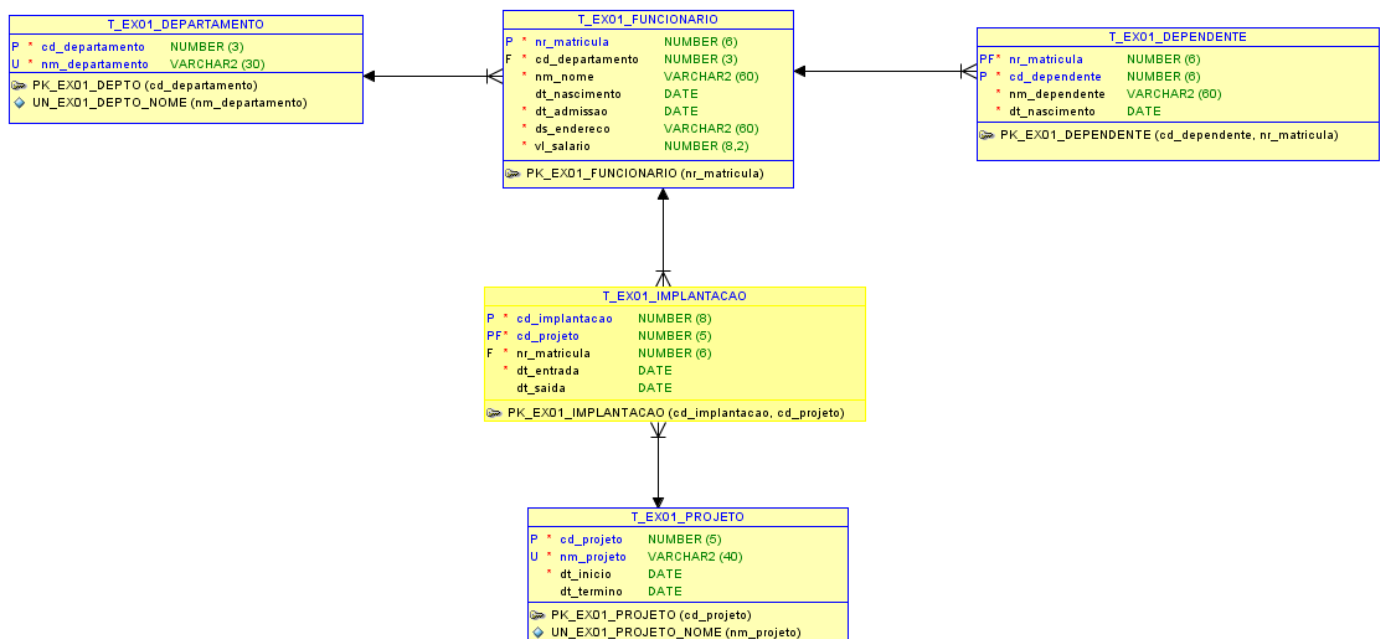 T_EX01_DEPARTAMENTO
P * cd_departamento NUMBER (3)
U * nm_departamento VARCHAR2 (30)
PK_EX01_DEPTO (cd_departamento)
UN_EX01_DEPTO_NOME (nm_departamento)
T_EX01_FUNCIONARIO
P * nr_matricula NUMBER (6)
F * cd_departamento NUMBER (3)
* nm_nome VARCHAR2 (60)
dt_nascimento DATE
* dt_admissao DATE
* ds_endereco VARCHAR2 (60)
* vl_salario NUMBER (8,2)
PK_EX01_FUNCIONARIO (nr_matricula)
T_EX01_DEPENDENTE
PF* nr_matricula NUMBER (6)
P * cd_dependente NUMBER (6)
* nm_dependente VARCHAR2 (60)
* dt_nascimento DATE
PK_EX01_DEPENDENTE (cd_dependente, nr_matricula)
T_EX01_IMPLANTACAO
P * cd_implantacao NUMBER (8)
PF* cd_projeto NUMBER (5)
F * nr_matricula NUMBER (6)
* dt_entrada DATE
dt_saida DATE
PK_EX01_IMPLANTACAO (cd_implantacao, cd_projeto)
T_EX01_PROJETO
P * cd_projeto NUMBER (5)
U * nm_projeto VARCHAR2 (40)
* dt_inicio DATE
dt_termino DATE
PK_EX01_PROJETO (cd_projeto)
UN_EX01_PROJETO_NOME (nm_projeto)